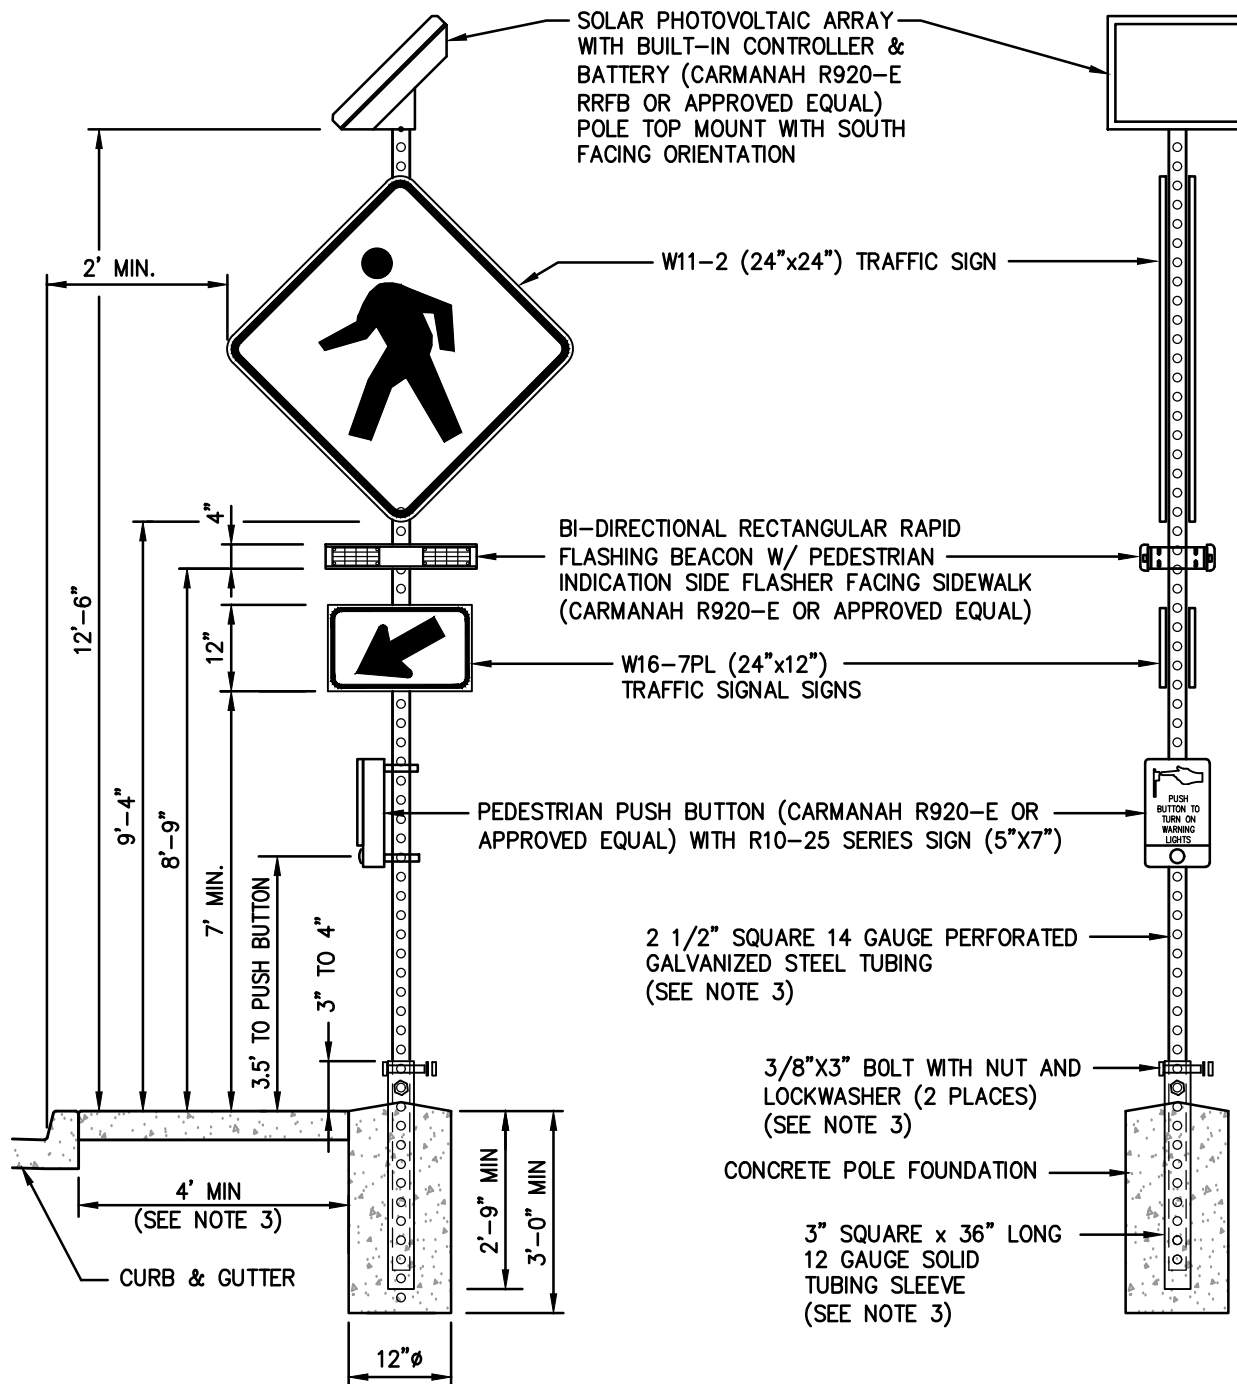 SOLAR PHOTOVOLTAIC ARRAY
WITH BUILT-IN CONTROLLER &
BATTERY (CARMANAH R920-E
RRFB OR APPROVED EQUAL)
POLE TOP MOUNT WITH SOUTH
FACING ORIENTATION
2' MIN.
W11-2 (24"x24") TRAFFIC SIGN
4"
BI-DIRECTIONAL RECTANGULAR RAPID
FLASHING BEACON W/ PEDESTRIAN
INDICATION SIDE FLASHER FACING SIDEWALK
(CARMANAH R920-E OR APPROVED EQUAL)
12'-6"
12"
W16-7PL (24"x12")
TRAFFIC SIGNAL SIGNS
9'-4"
8'-9"
7' MIN.
PEDESTRIAN PUSH BUTTON (CARMANAH R920-E OR
APPROVED EQUAL) WITH R10-25 SERIES SIGN (5"X7")
PUSH
BUTTON TO
TURN ON
WARNING
LIGHTS
3.5' TO PUSH BUTTON
3" TO 4"
2 1/2" SQUARE 14 GAUGE PERFORATED
GALVANIZED STEEL TUBING
(SEE NOTE 3)
3/8"X3" BOLT WITH NUT AND
LOCKWASHER (2 PLACES)
(SEE NOTE 3)
CONCRETE POLE FOUNDATION
4' MIN
(SEE NOTE 3)
2'-9" MIN
3'-0" MIN
3" SQUARE x 36" LONG
12 GAUGE SOLID
TUBING SLEEVE
(SEE NOTE 3)
CURB & GUTTER
12"ø